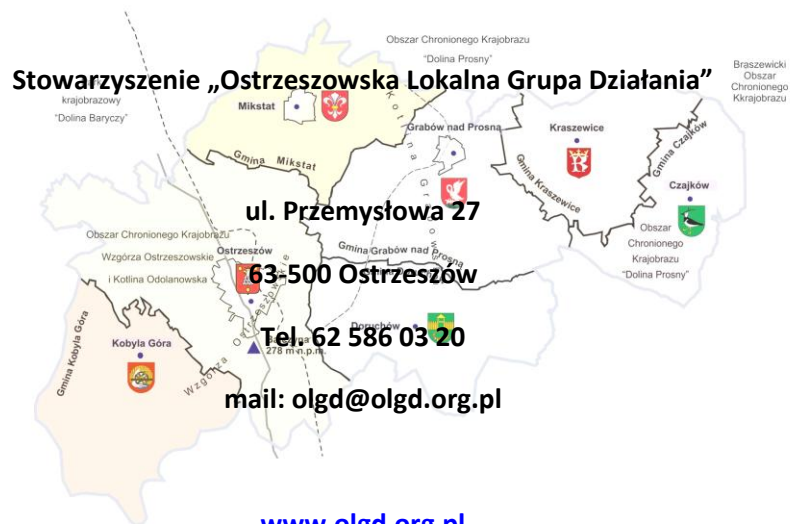 Obszar Chronionego Krajobrazu
"Dolina Prosny"
Braszewicki
Obszar
Chronionego
Kkrajobrazu
Stowarzyszenie „Ostrzeszowska Lokalna Grupa Działania”
krajobrazowy
"Dolina Baryczy"
Mikstat
Grabów nad Prosną
Kraszewice
Gmina Czajków
Gmina Mikstat
Gmina Kraszewice
Czajków
ul. Przemysłowa 27
Obszar Chronionego Krajobrazu
Wzgórza Ostrzeszowskie
i Kotlina Odolanowska
Ostrzeszów
Gmina Grabów nad Prosną
Obszar
Chronionego
Krajobrazu
"Dolina Prosny"
63-500 Ostrzeszów
Gmina Kobyla Góra
Kobyla Góra
Wzgórza Ostrzeszowskie
Doruchów
Tel. 62 586 03 20
278 m n.p.m.
mail: olgd@olgd.org.pl
www.olgd.org.pl